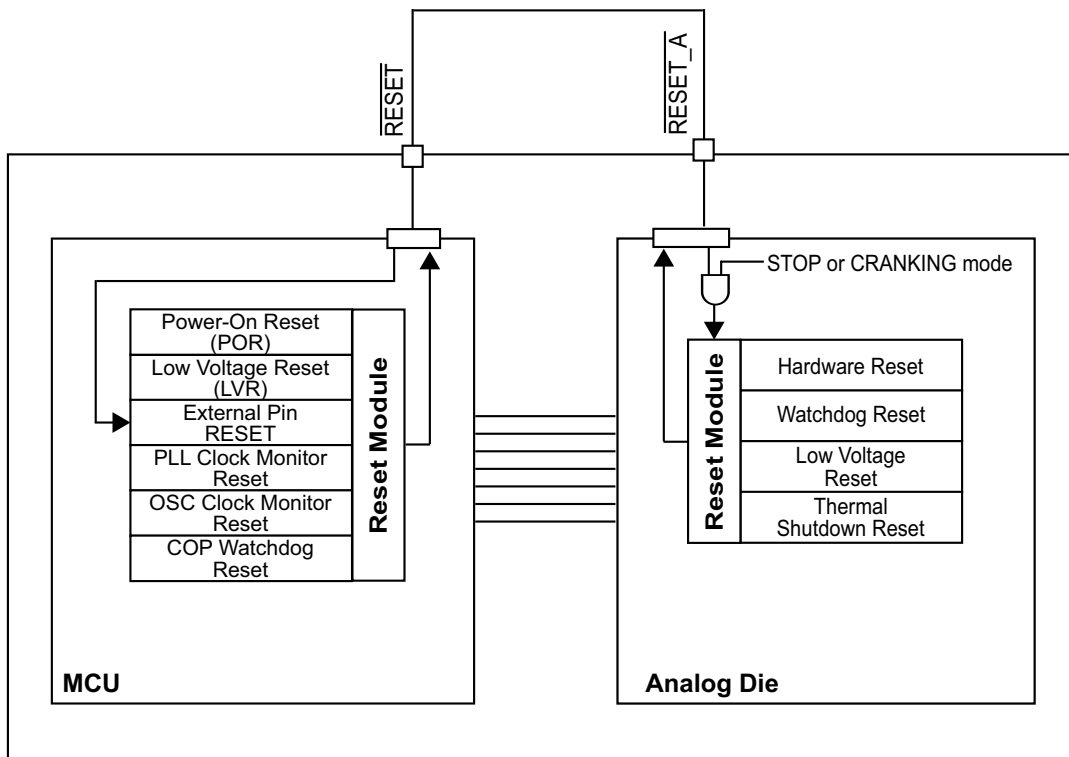 RESET
RESET_A
STOP or CRANKING mode
Power-On Reset
(POR)
Low Voltage Reset
(LVR)
External Pin
RESET
PLL Clock Monitor
Reset
OSC Clock Monitor
Reset
COP Watchdog
Reset
Reset Module
Reset Module
Hardware Reset
Watchdog Reset
Low Voltage
Reset
Thermal
Shutdown Reset
MCU
Analog Die